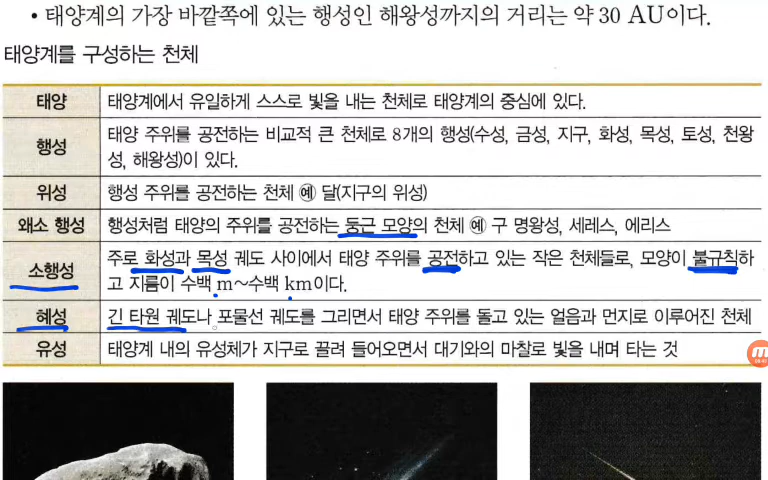 • 태양계의 가장 바깥쪽에 있는 행성인 해왕성까지의 거리는 약 30 AU이다.
태양계를 구성하는 천체
태양 태양계에서 유일하게 스스로 빛을 내는 천체로 태양계의 중심에 있다.
행성 태양 주위를 공전하는 비교적 큰 천체로 8개의 행성(수성, 금성, 지구, 화성, 목성, 토성, 천왕
성, 해왕성)이 있다.
위성 행성 주위를 공전하는 천체 예 달(지구의 위성)
왜소 행성 행성처럼 태양의 주위를 공전하는 둥근 모양의 천체 예 구 명왕성, 세레스, 에리스
소행성 주로 화성과 목성 궤도 사이에서 태양 주위를 공전하고 있는 작은 천체들로, 모양이 불규칙하
고 지름이 수백 m~수백 km이다.
혜성 긴 타원 궤도나 포물선 궤도를 그리면서 태양 주위를 돌고 있는 얼음과 먼지로 이루어진 천체
유성 태양계 내의 유성체가 지구로 끌려 들어오면서 대기와의 마찰로 빛을 내며 타는 것